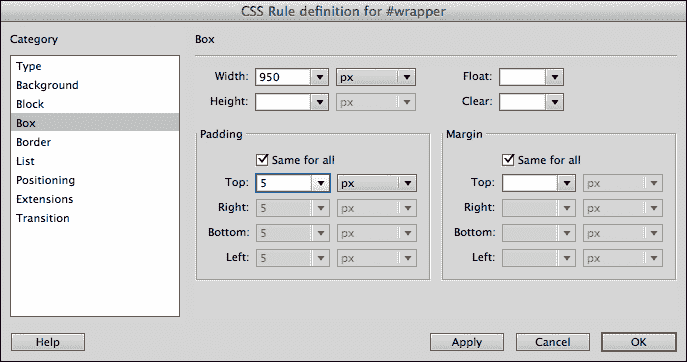 CSS Rule definition for #wrapper
Category
Type
Background
Block
Box
Border
List
Positioning
Extensions
Transition
Box
Width: 950 px Float:
Height: px Clear:
Padding
Same for all
Top: 5 px
Right: 5 px
Bottom: 5 px
Left: 5 px
Margin
Same for all
Top: px
Right: px
Bottom: px
Left: px
Help Apply Cancel OK